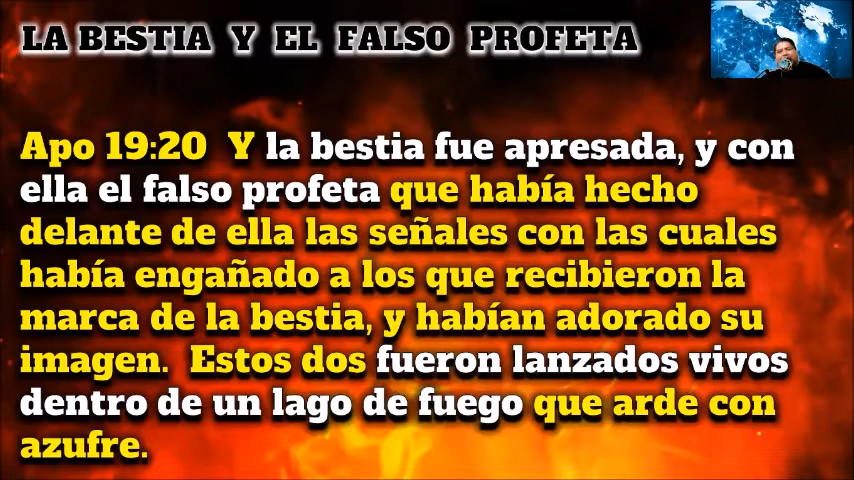 LA BESTIA Y EL FALSO PROFETA
Apo 19:20 Y la bestia fue apresada, y con
ella el falso profeta que había hecho
delante de ella las señales con las cuales
había engañado a los que recibieron la
marca de la bestia, y habían adorado su
imagen. Estos dos fueron lanzados vivos
dentro de un lago de fuego que arde con
azufre.